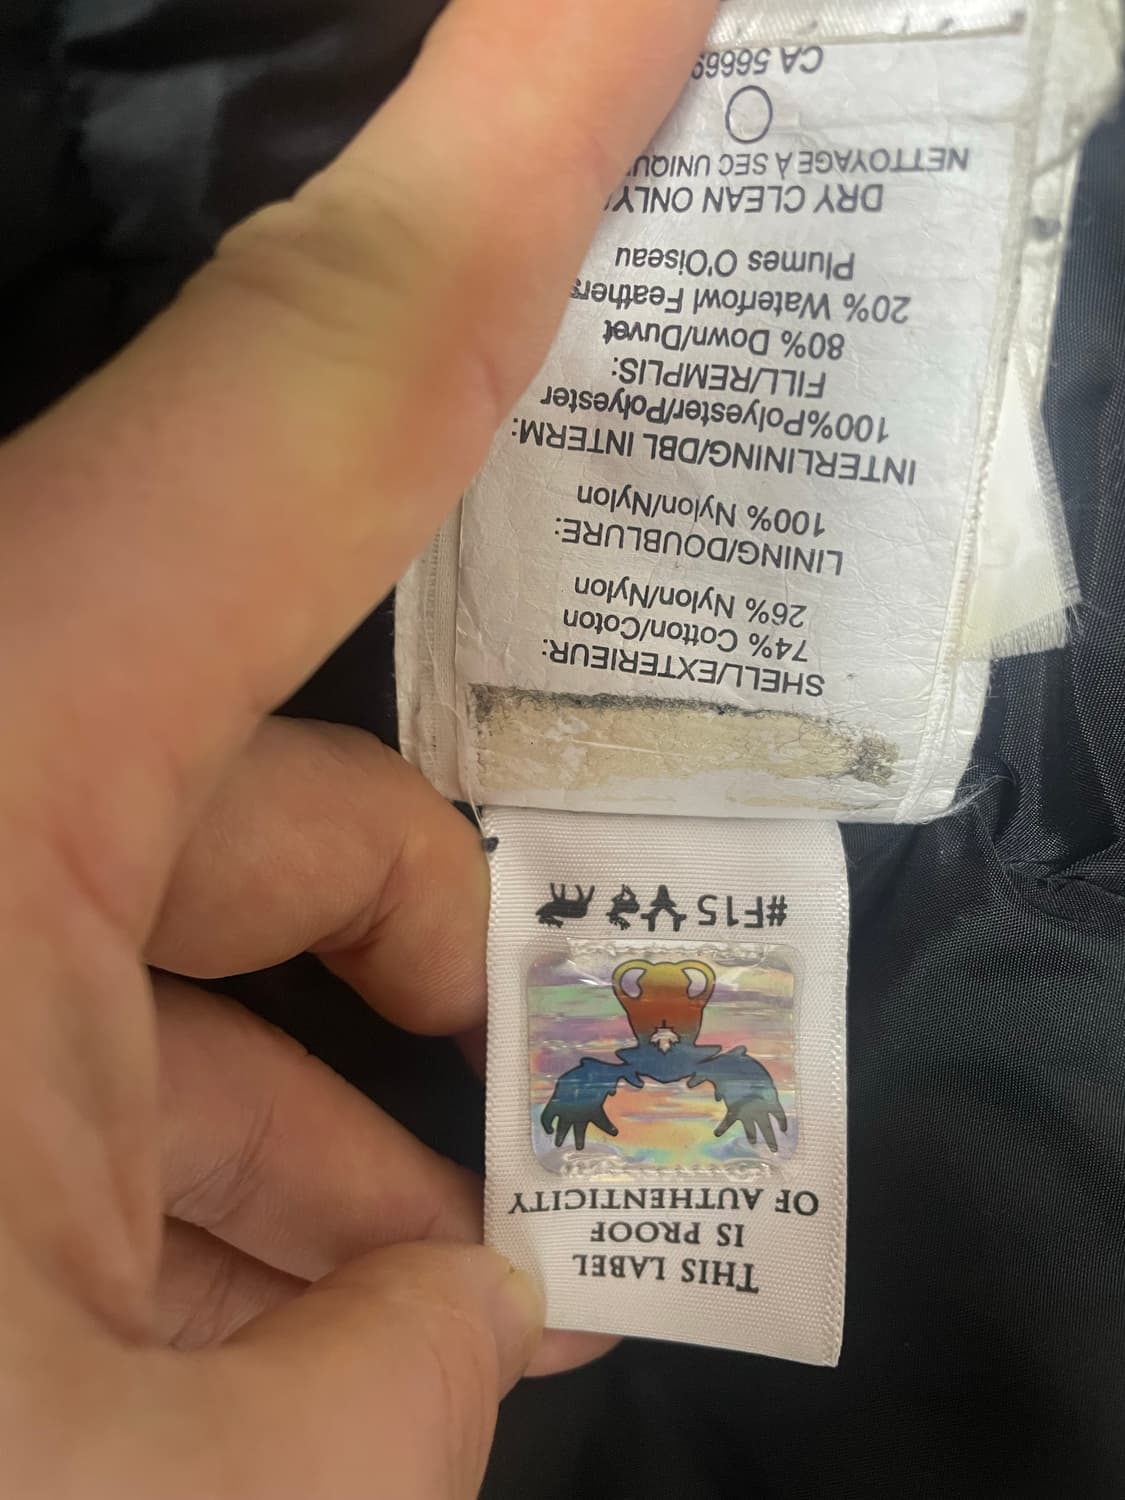 THIS LABEL
IS PROOF
OF AUTHENTICITY
#F15
SHELL/EXTERIEUR:
74% Cotton/Coton
26% Nylon/Nylon
LINING/DOUBLURE:
100% Nylon/Nylon
INTERLINING/DBL INTERM:
100%Polyester/Polyester
FILL/REMPLIS:
80% Down/Duvet
20% Waterfowl Feathers
Plumes O'Oiseau
DRY CLEAN ONLY
NETTOYAGE À SEC UNIQU
CA 56669